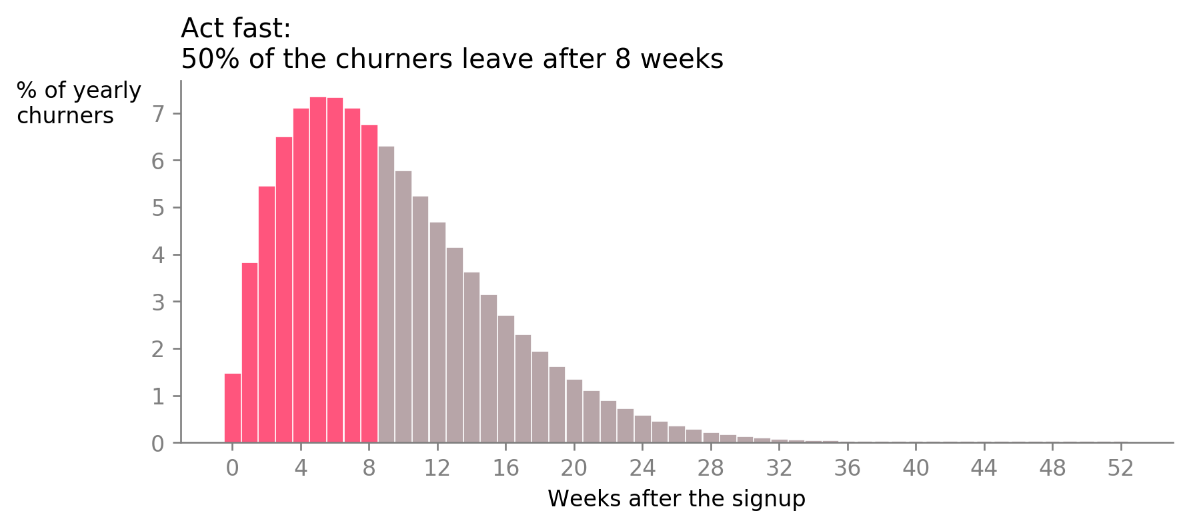 Act fast:
50% of the churners leave after 8 weeks
% of yearly
churners
7
6
5
4
3
2
1
0
0 4 8 12 16 20 24 28 32 36 40 44 48 52
Weeks after the signup